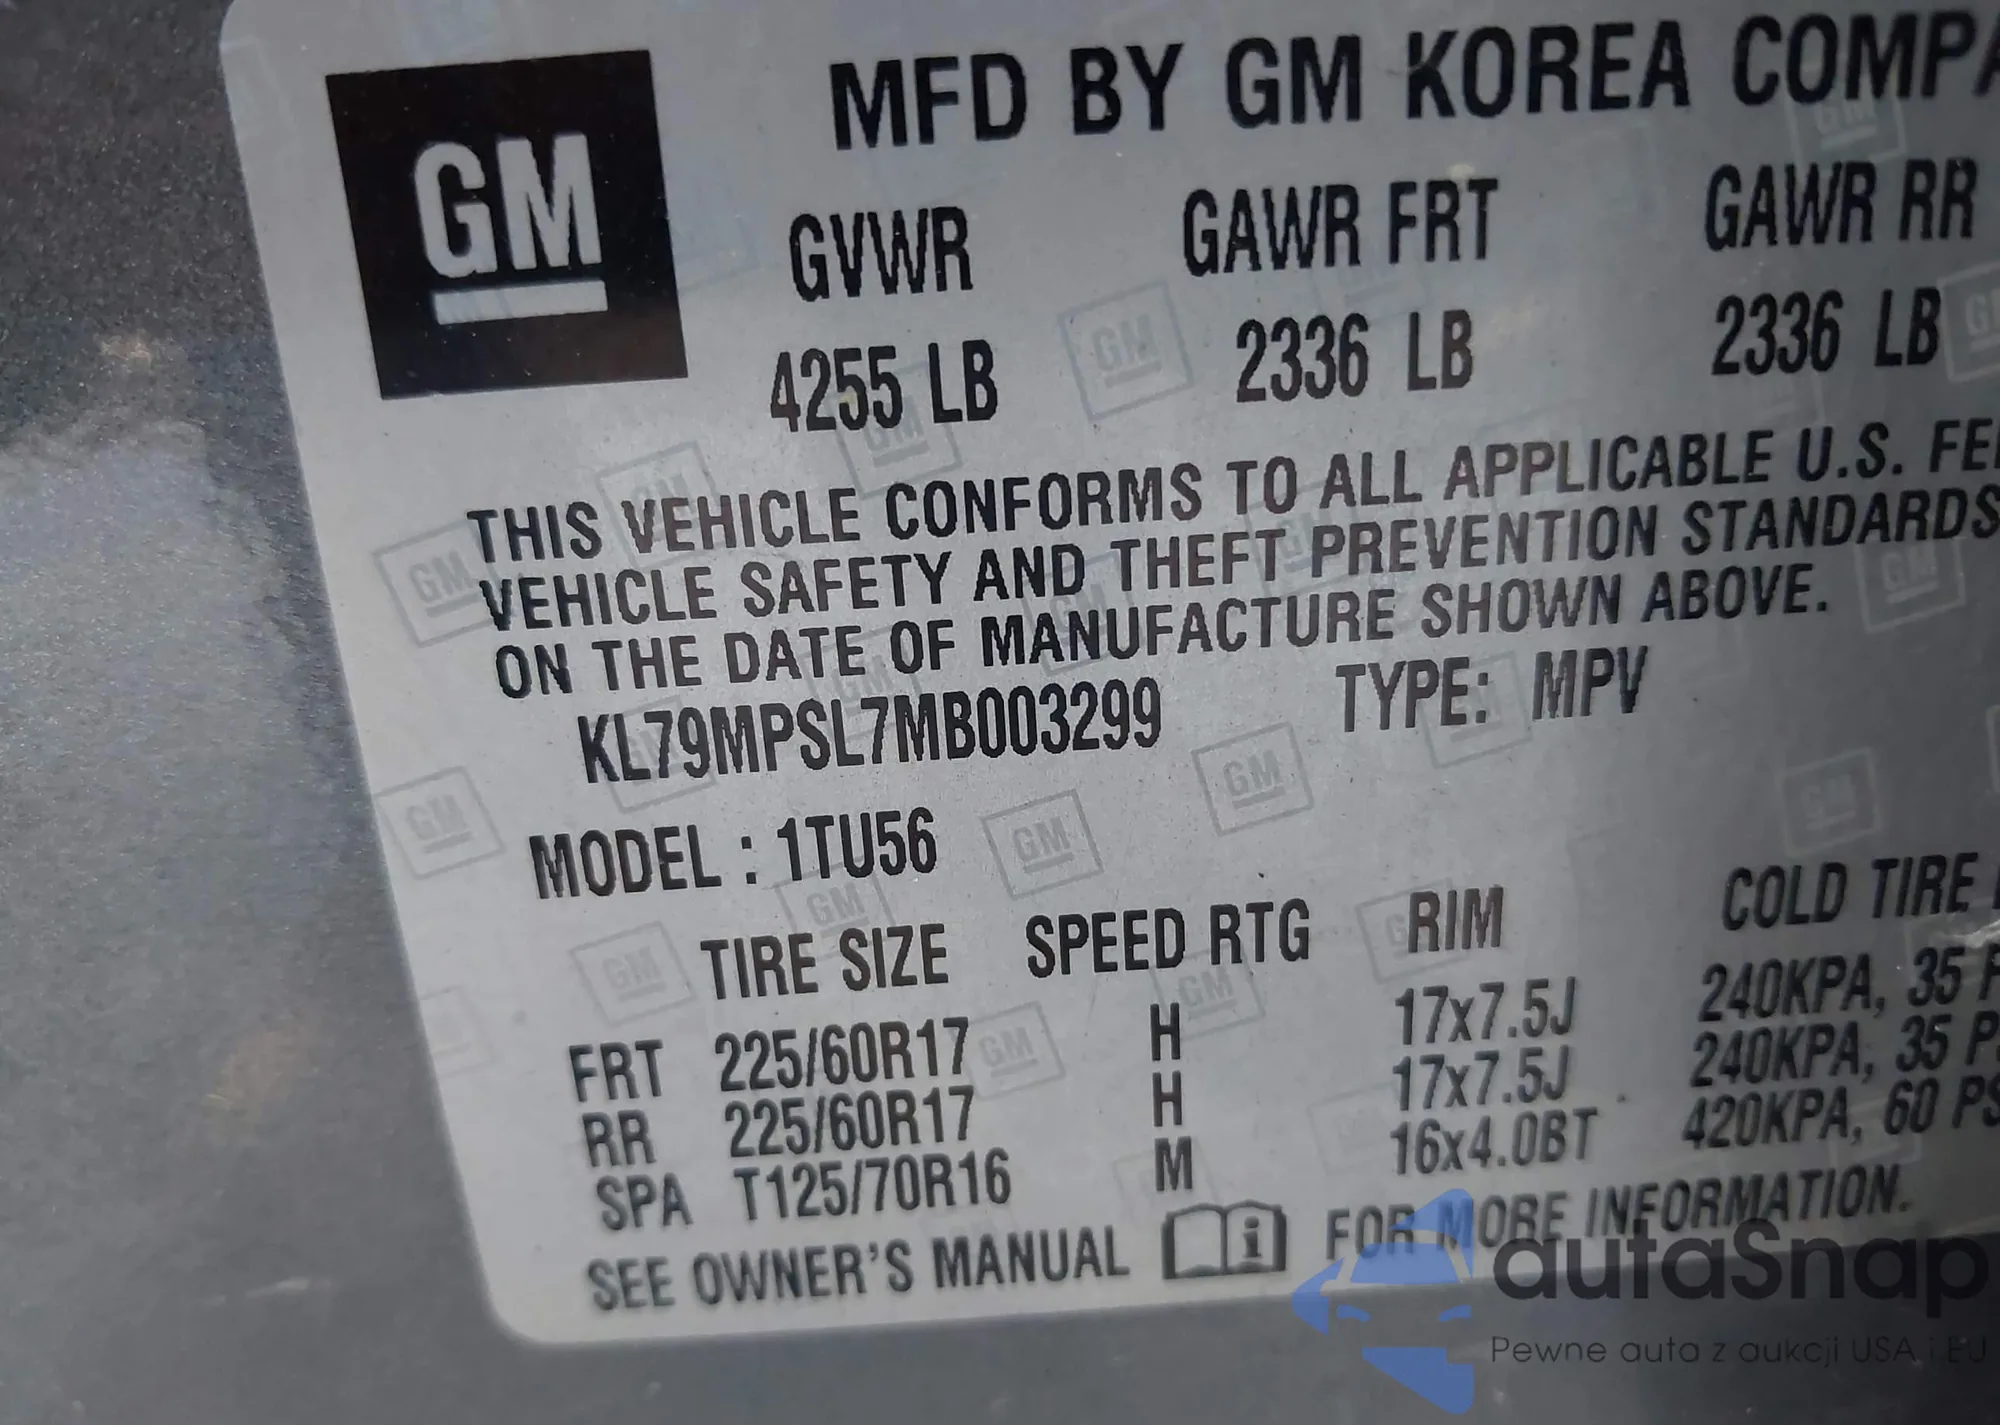 GM
MFD BY GM KOREA COMPA
GVWR GAWR FRT GAWR RR
4255 LB 2336 LB 2336 LB
THIS VEHICLE CONFORMS TO ALL APPLICABLE U.S. FE
VEHICLE SAFETY AND THEFT PREVENTION STANDARDS
ON THE DATE OF MANUFACTURE SHOWN ABOVE.
KL79MPSL7MB003299 TYPE: MPV
MODEL : 1TU56
TIRE SIZE SPEED RTG RIM COLD TIRE
FRT 225/60R17 H 17x7.5J 240KPA, 35 P
RR 225/60R17 H 17x7.5J 240KPA, 35 P
SPA T125/70R16 M 16x4.0BT 420KPA, 60 PS
SEE OWNER'S MANUAL i FOR MORE INFORMATION.
autaSnap
Pewne auta z aukcji USA i EU